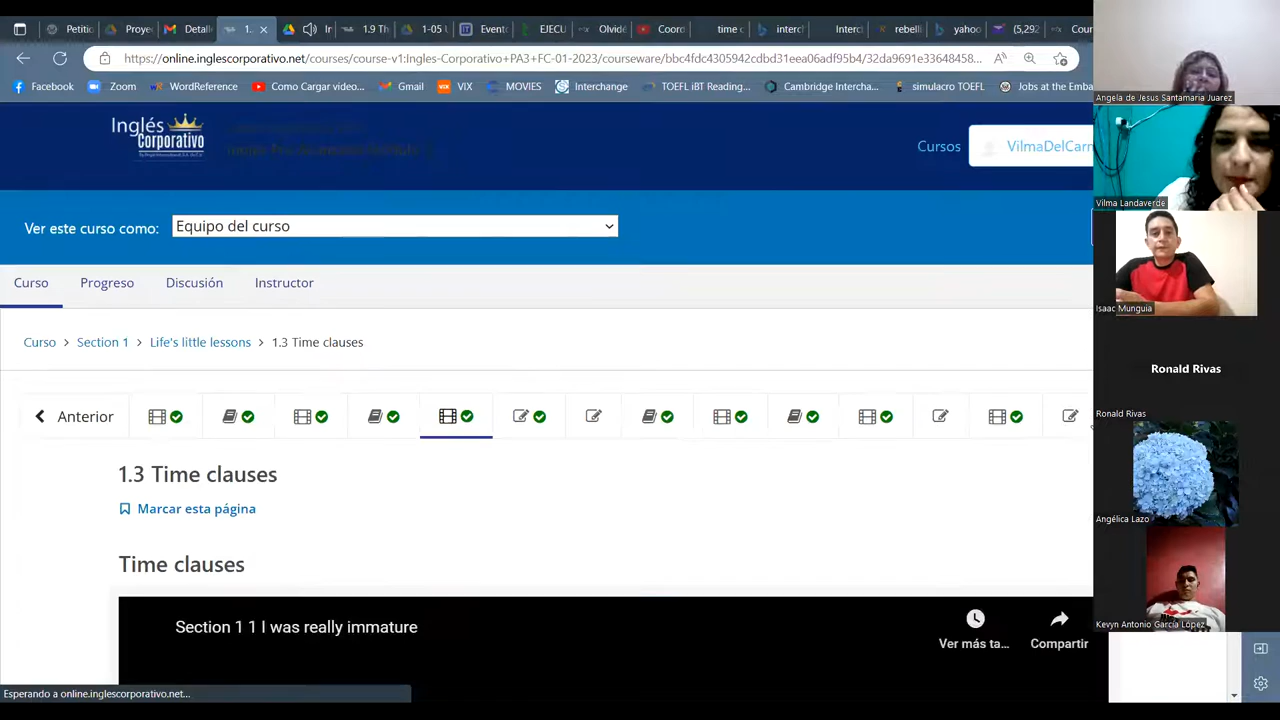 Petitio
Proye
Detall
1.
Ir
1.9 Th
1-05 U
Evento
EJECU
Olvide
Coord
time c
interch
Interc
rebelli
yahoo
(5,292
https://online.inglescorporativo.net/courses/course-v1:Ingles-Corporativo+PA3+FC-01-2023/courseware/bbc4fdc4305942cdbd31eea06adf95b4/32da9691e33648458...
Facebook
Zoom
WordReference
Como Cargar video...
Gmail
VIX
MOVIES
Interchange
TOEFL iBT Reading...
Cambridge Intercha...
simulacro TOEFL
Jobs at the Emba
Inglés
Corporativo
Cursos
VilmaDelCarn
Ver este curso como:
Equipo del curso
Curso
Progreso
Discusión
Instructor
Curso > Section 1 > Life's little lessons > 1.3 Time clauses
Anterior
1.3 Time clauses
Marcar esta página
Time clauses
Section 1 1 I was really immature
Ver más ta...
Compartir
Esperando a online.inglescorporativo.net...
Angela de Jesus Santamaria Juarez
Vilma Landaverde
Isaac Munguia
Ronald Rivas
Ronald Rivas
Angélica Lazo
Kevyn Antonio García López